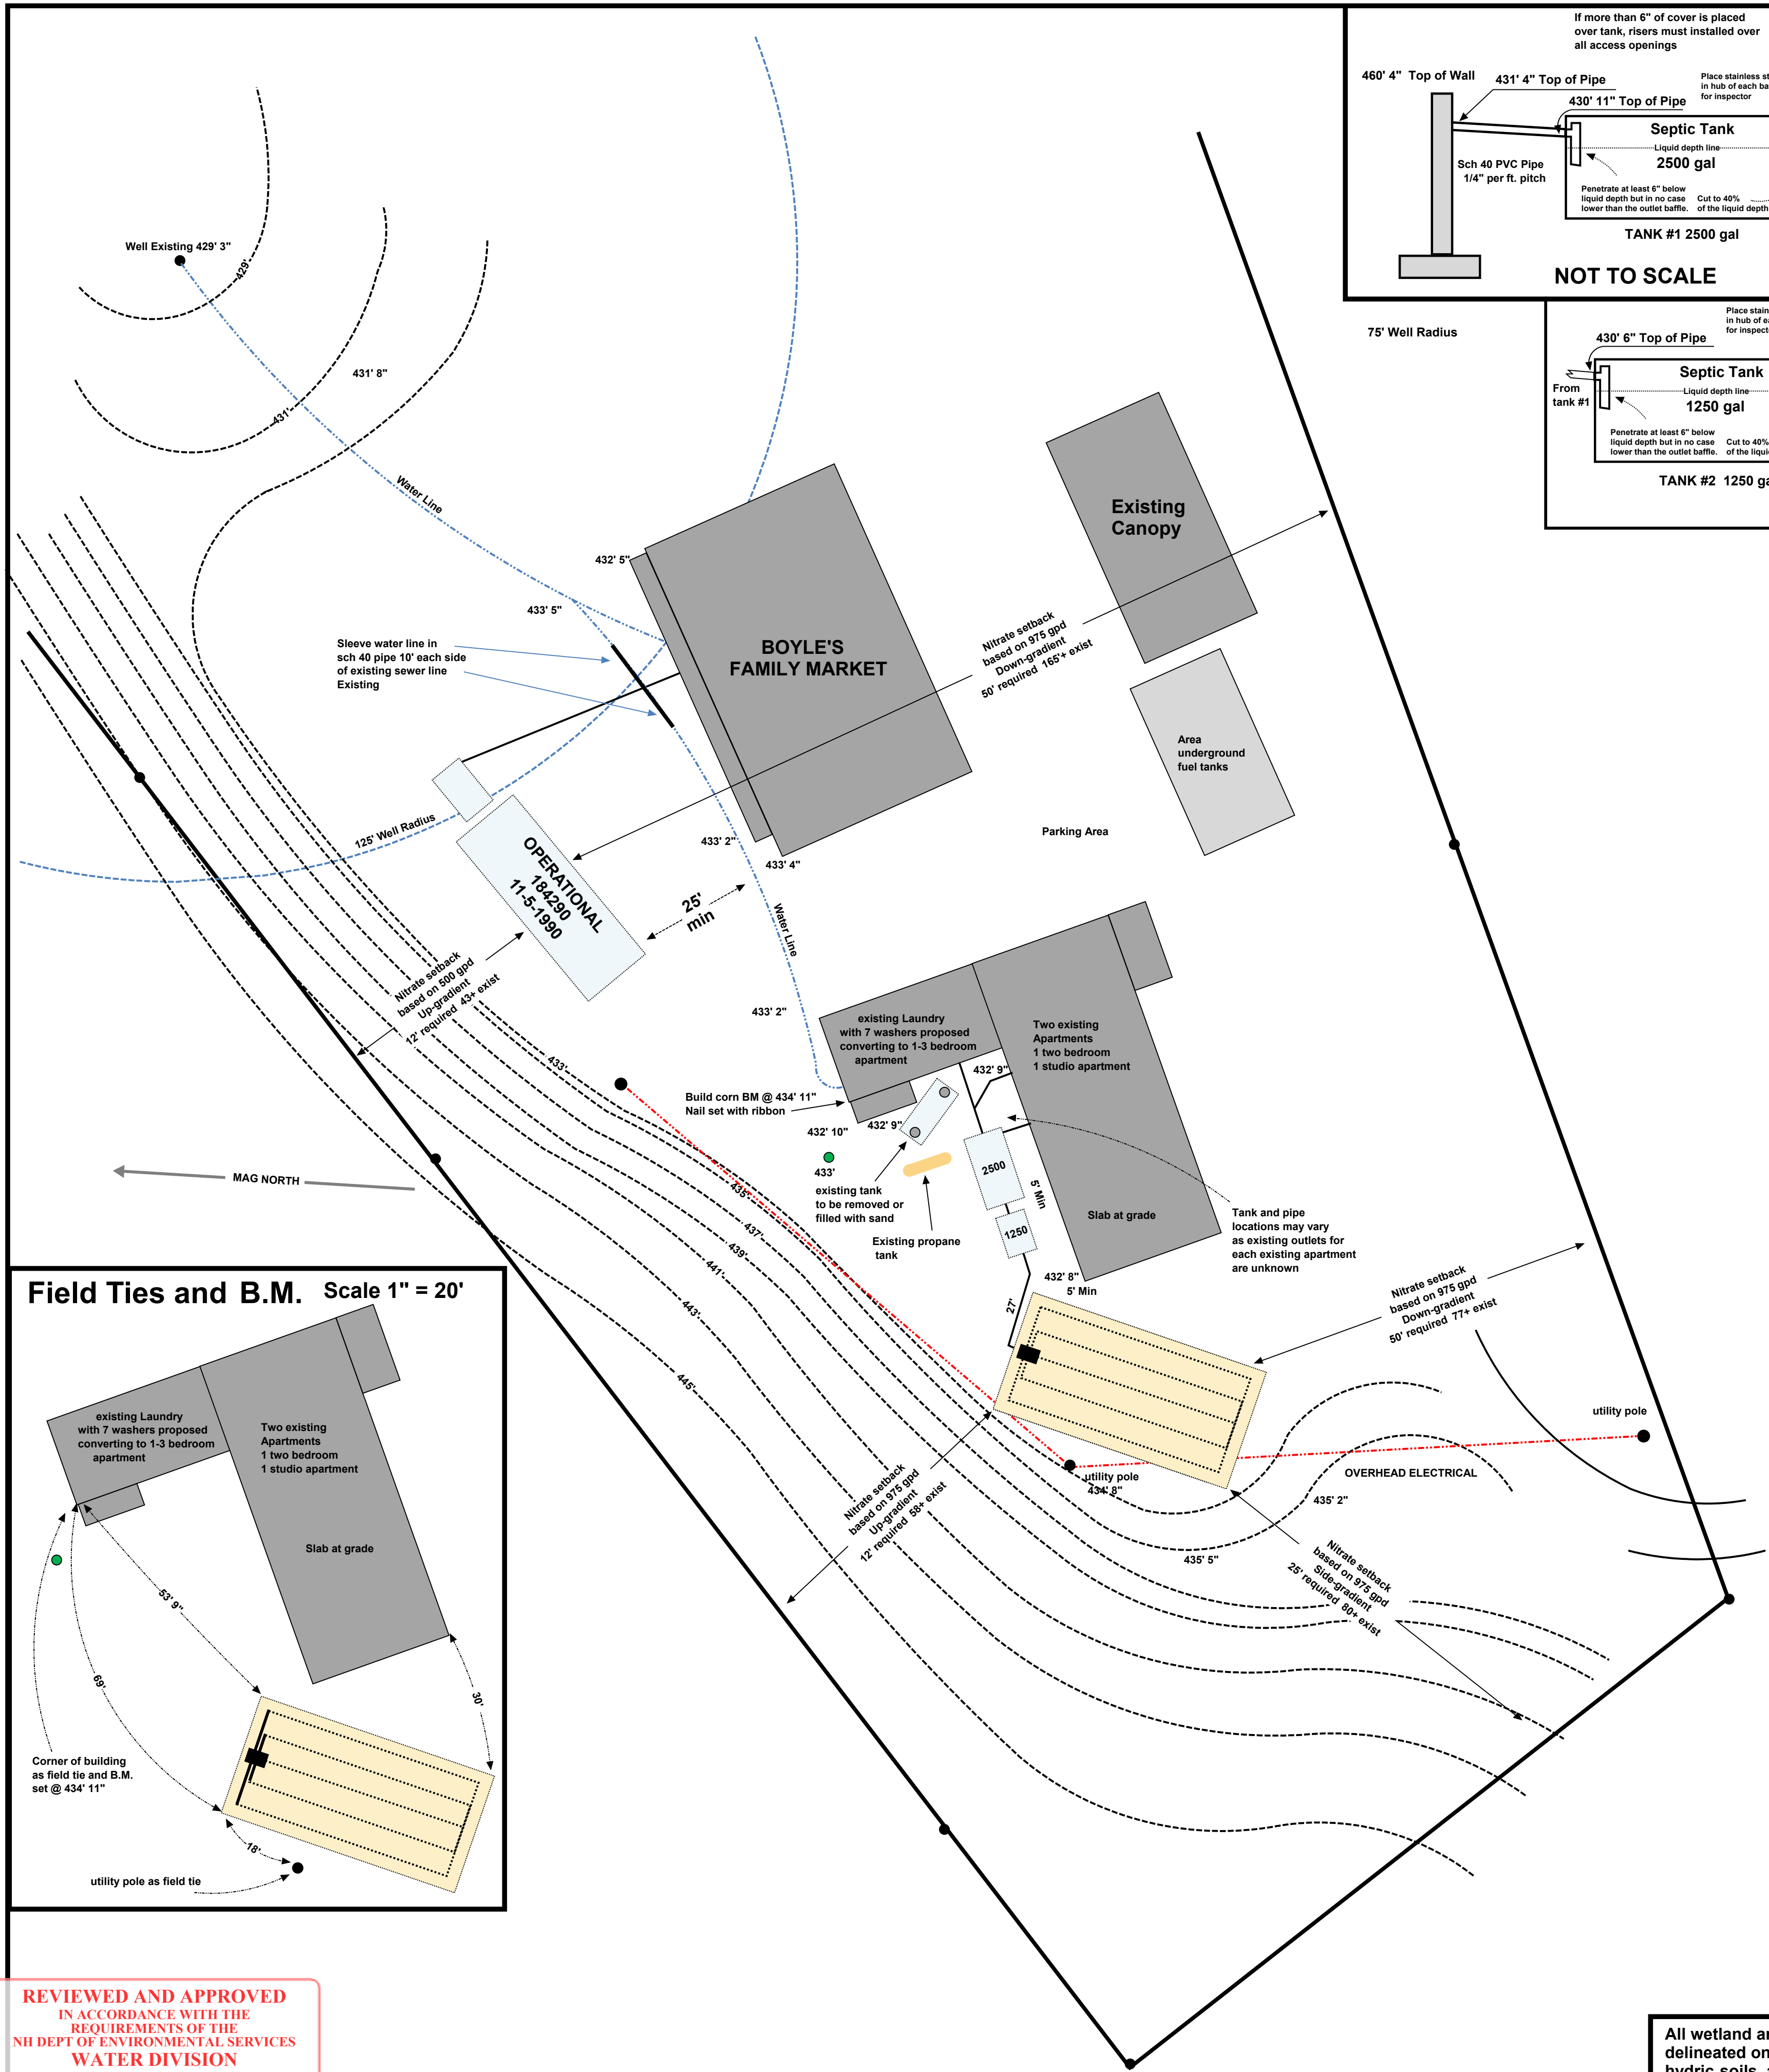 If more than 6" of cover is placed
over tank, risers must installed over
all access openings
460' 4" Top of Wall
431' 4" Top of Pipe
Place stainless
in hub of each
for inspector
430' 11" Top of Pipe
Septic Tank
Liquid depth line
2500 gal
Sch 40 PVC Pipe
1/4" per ft. pitch
Penetrate at least 6" below
liquid depth but in no case
lower than the outlet baffle.
Cut to 40%
of the liquid depth
TANK #1 2500 gal
NOT TO SCALE
75' Well Radius
Place
in hub of
for
430' 6" Top of Pipe
Septic Tank
From
tank #1
Liquid depth line
1250 gal
Penetrate at least 6" below
liquid depth but in no case
lower than the outlet baffle.
Cut to 40%
of the
TANK #2 1250
Well Existing 429' 3"
429'
431' 8"
431'
Water Line
Existing
Canopy
432' 5"
433' 5"
Sleeve water line in
sch 40 pipe 10' each side
of existing sewer line
Existing
BOYLE'S
FAMILY MARKET
Nitrate setback
based on 975 gpd
Down-gradient
50' required 165'+ exist
Area
underground
fuel tanks
Parking Area
125' Well Radius
433' 2"
433' 4"
OPERATIONAL
184290
11-5-1990
25'
min
Water Line
Nitrate setback
based on 500 gpd
Up-gradient
12' required 43+ exist
433' 2"
433'
existing Laundry
with 7 washers proposed
converting to 1-3 bedroom
apartment
Two existing
Apartments
1 two bedroom
1 studio apartment
432' 9"
Build corn BM @ 434' 11"
Nail set with ribbon
432' 10"
432' 9"
433'
existing tank
to be removed or
filled with sand
Existing propane
tank
2500
5' Min
1250
Slab at grade
Tank and pipe
locations may vary
as existing outlets for
each existing apartment
are unknown
MAG NORTH
435'
437'
439'
441'
443'
445'
432' 8"
5' Min
27'
Nitrate setback
based on 975 gpd
Down-gradient
50' required 77+ exist
utility pole
OVERHEAD ELECTRICAL
utility pole
434' 8"
435' 2"
435' 5"
Nitrate setback
based on 975 gpd
Up-gradient
12' required 58+ exist
Nitrate setback
based on 975 gpd
Side-gradient
25' required 80+ exist
Field Ties and B.M. Scale 1" = 20'
existing Laundry
with 7 washers proposed
converting to 1-3 bedroom
apartment
Two existing
Apartments
1 two bedroom
1 studio apartment
Slab at grade
53' 9"
69'
30'
Corner of building
as field tie and B.M.
set @ 434' 11"
18'
utility pole as field tie
REVIEWED AND APPROVED
IN ACCORDANCE WITH THE
REQUIREMENTS OF THE
NH DEPT OF ENVIRONMENTAL SERVICES
WATER DIVISION
All wetland
delineated on
hydric soils